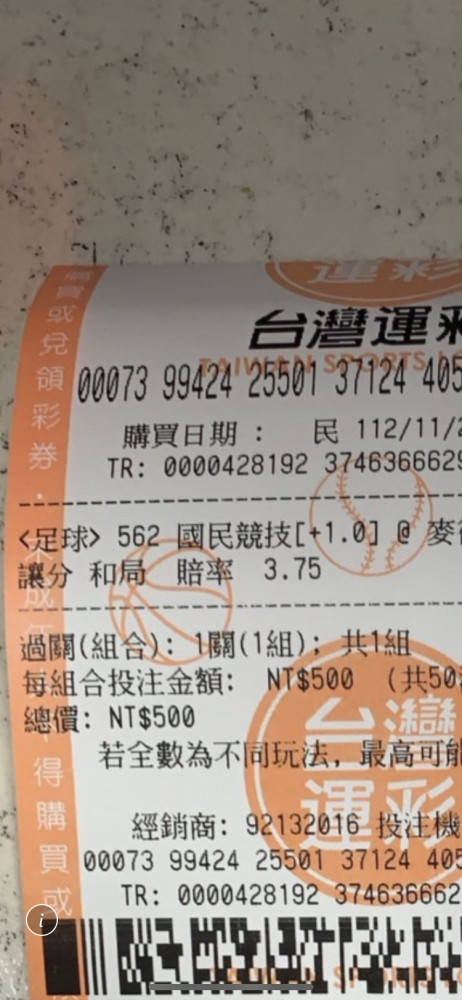 運彩
台灣運彩
TAIWAN SPORTS LO
00073 99424 25501 37124 405
購買日期： 民 112/11/2
TR: 0000428192 3746366629
<足球> 562 國民競技[+1.0] @ 麥
讓分 和局 賠率 3.75
過關(組合): 1關(1組); 共1組
每組合投注金額: NT$500 (共50
總價: NT$500
若全數為不同玩法, 最高可能
台灣
運彩
經銷商: 92132016 投注機
00073 99424 25501 37124 405
TR: 0000428192 374636662
購買或兌領彩券．
成年
得購買或